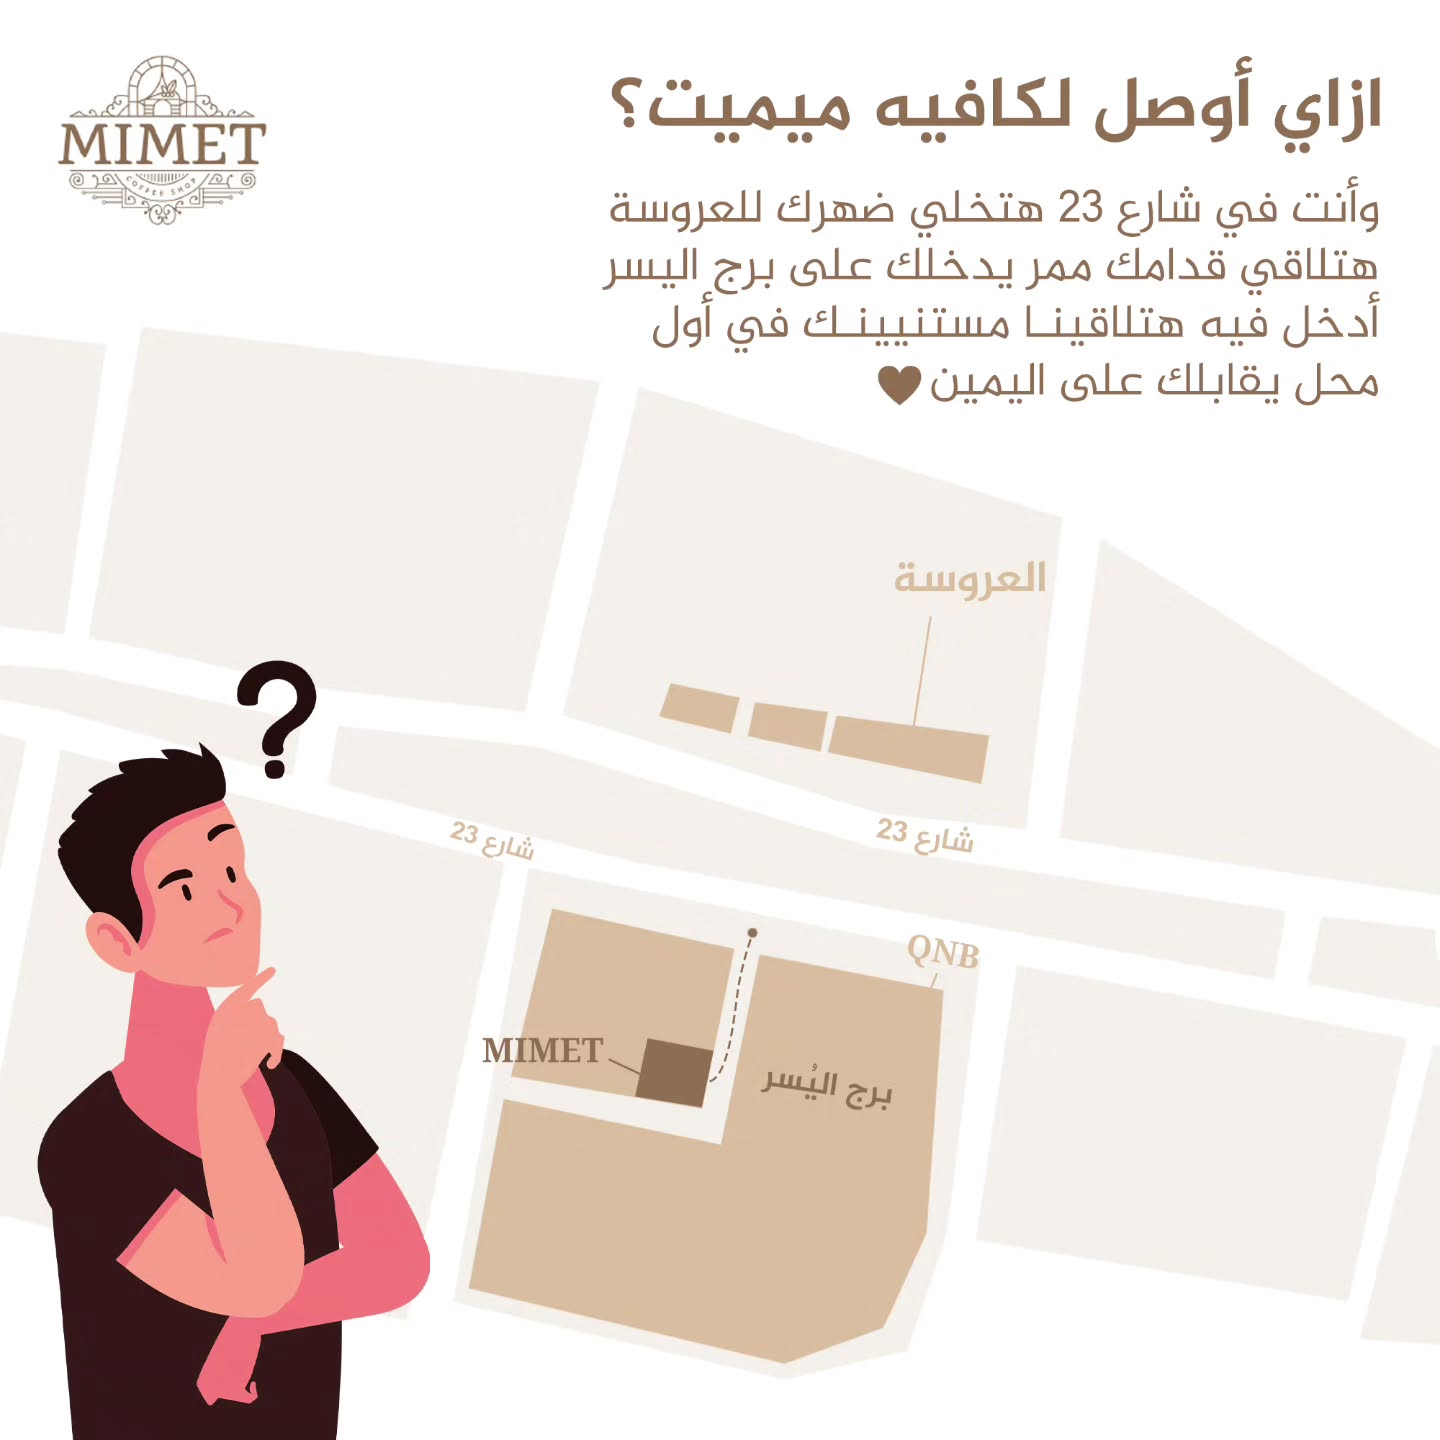 MIMET
COFFEE SHOP
ازاي أوصل لكافيه ميميت؟
وأنت في شارع 23 هتخلي ضهرك للعروسة
هتلاقي قدامك ممر يدخلك على برج اليسر
أدخل فيه هتلاقينا مستنيينك في أول
محل يقابلك على اليمين
العروسة
?
شارع 23
شارع 23
QNB
MIMET
برج اليُسر